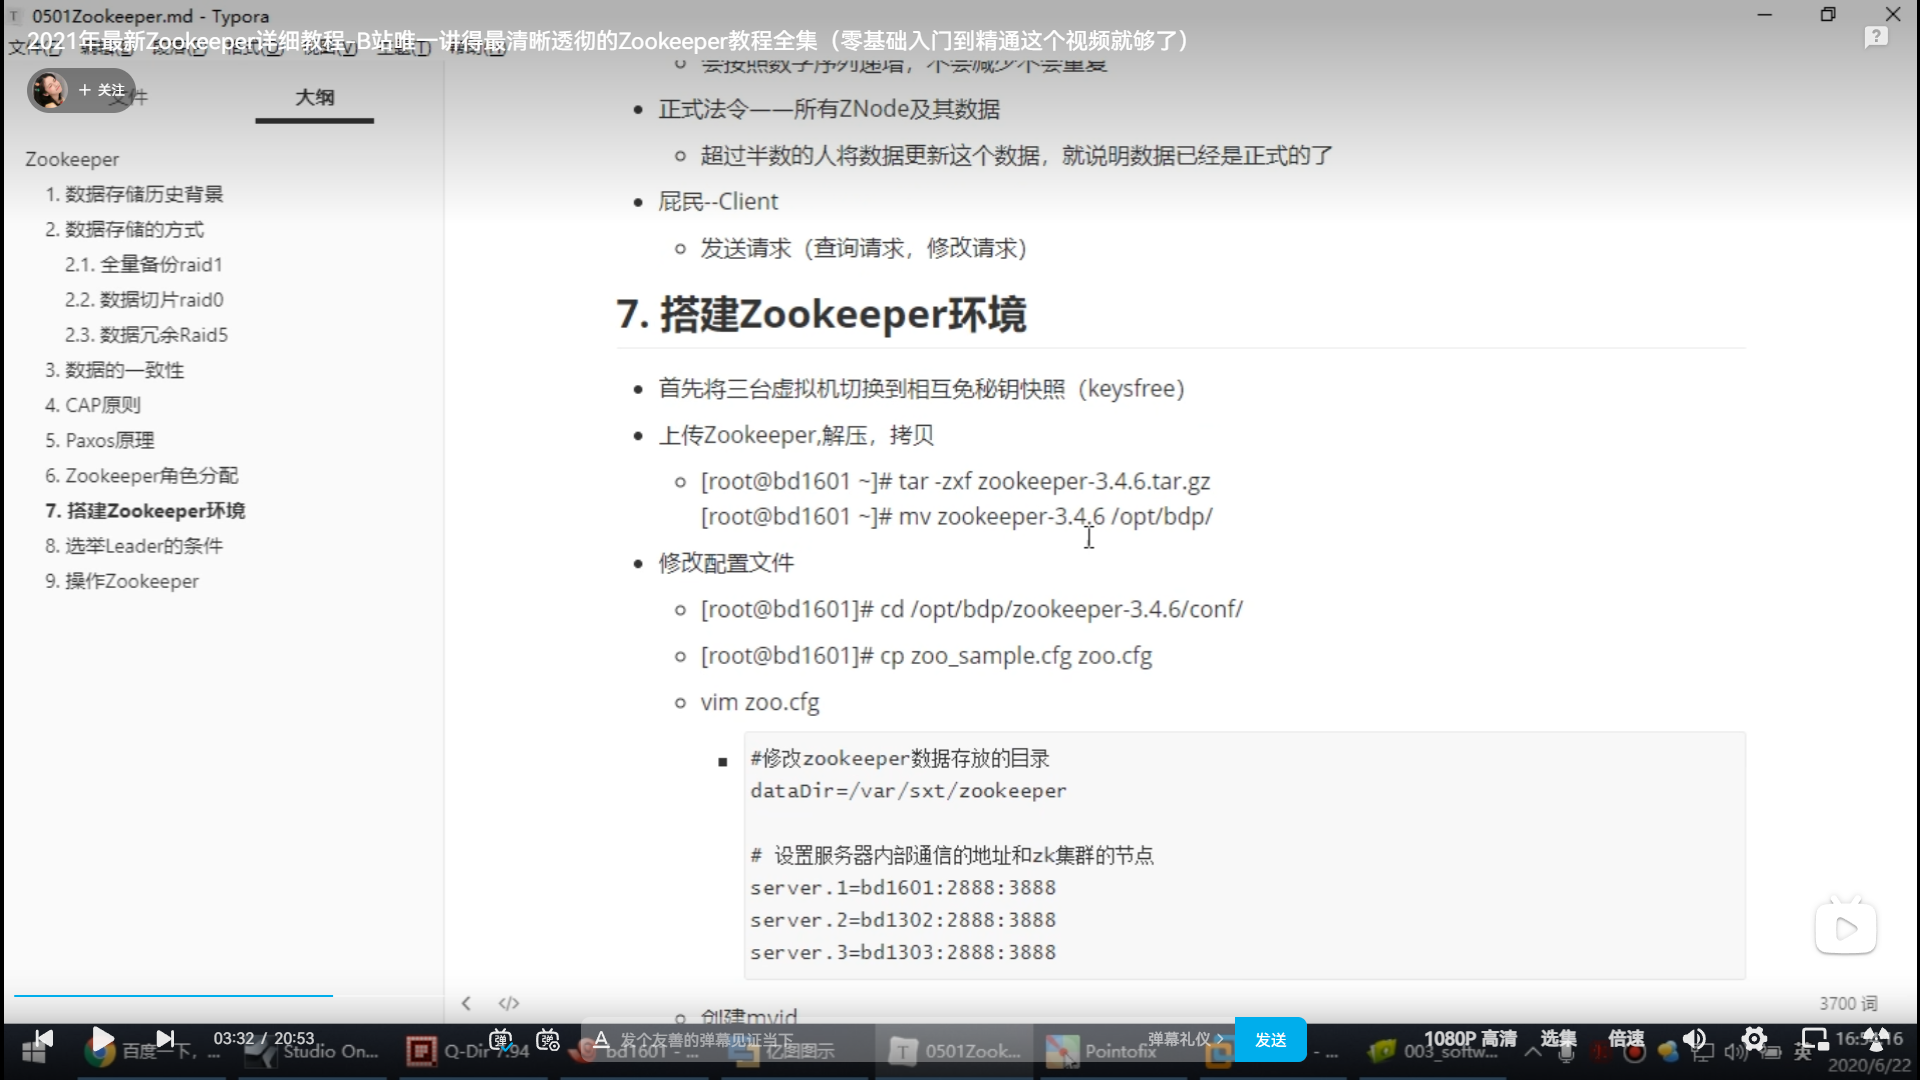 0501Zookeeper.md - Typora
2021年最新Zookeeper详细教程-B站唯一讲得最清晰透彻的Zookeeper教程全集（零基础入门到精通这个视频就够了）
+ 关注
文件
大纲
Zookeeper
1. 数据存储历史背景
2. 数据存储的方式
2.1. 全量备份raid1
2.2. 数据切片raid0
2.3. 数据冗余Raid5
3. 数据的一致性
4. CAP原则
5. Paxos原理
6. Zookeeper角色分配
7. 搭建Zookeeper环境
8. 选举Leader的条件
9. 操作Zookeeper
会按照数字序列递增，不会减少不会重复
正式法令——所有ZNode及其数据
超过半数的人将数据更新这个数据，就说明数据已经是正式的了
屁民--Client
发送请求（查询请求，修改请求）
7. 搭建Zookeeper环境
首先将三台虚拟机切换到相互免秘钥快照（keysfree）
上传Zookeeper,解压，拷贝
[root@bd1601 ~]# tar -zxf zookeeper-3.4.6.tar.gz
[root@bd1601 ~]# mv zookeeper-3.4.6 /opt/bdp/
修改配置文件
[root@bd1601]# cd /opt/bdp/zookeeper-3.4.6/conf/
[root@bd1601]# cp zoo_sample.cfg zoo.cfg
vim zoo.cfg
#修改zookeeper数据存放的目录
dataDir=/var/sxt/zookeeper
# 设置服务器内部通信的地址和zk集群的节点
server.1=bd1601:2888:3888
server.2=bd1302:2888:3888
server.3=bd1303:2888:3888
创建myid
3700 词
03:32 / 20:53
发个友善的弹幕见证当下
弹幕礼仪 >
发送
1080P 高清
选集
倍速
百度一下，...
Studio On...
Q-Dir 7.94
bd1601 - ...
亿图图示
0501Zook...
Pointofix
003_softw...
英
2020/6/22